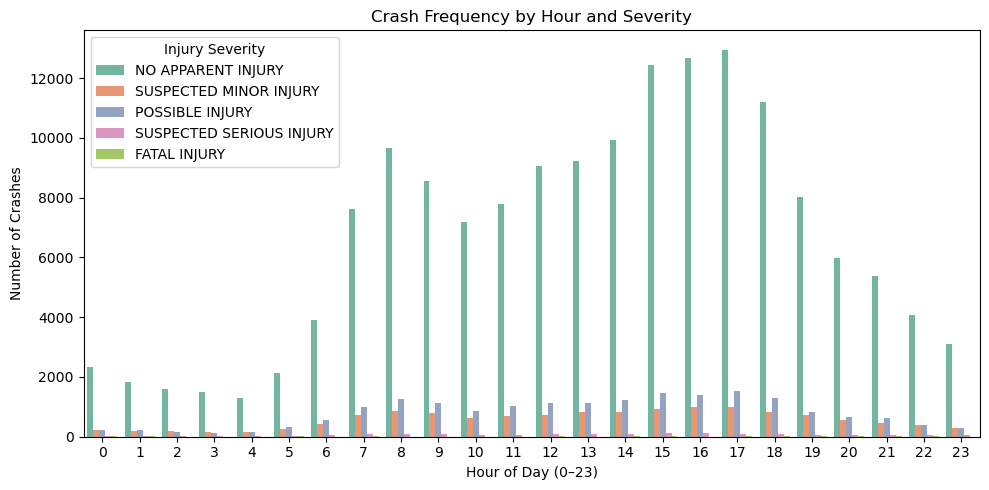 Crash Frequency by Hour and Severity
Injury Severity
NO APPARENT INJURY
SUSPECTED MINOR INJURY
POSSIBLE INJURY
SUSPECTED SERIOUS INJURY
FATAL INJURY
Number of Crashes
12000
10000
8000
6000
4000
2000
0
0 1 2 3 4 5 6 7 8 9 10 11 12 13 14 15 16 17 18 19 20 21 22 23
Hour of Day (0–23)